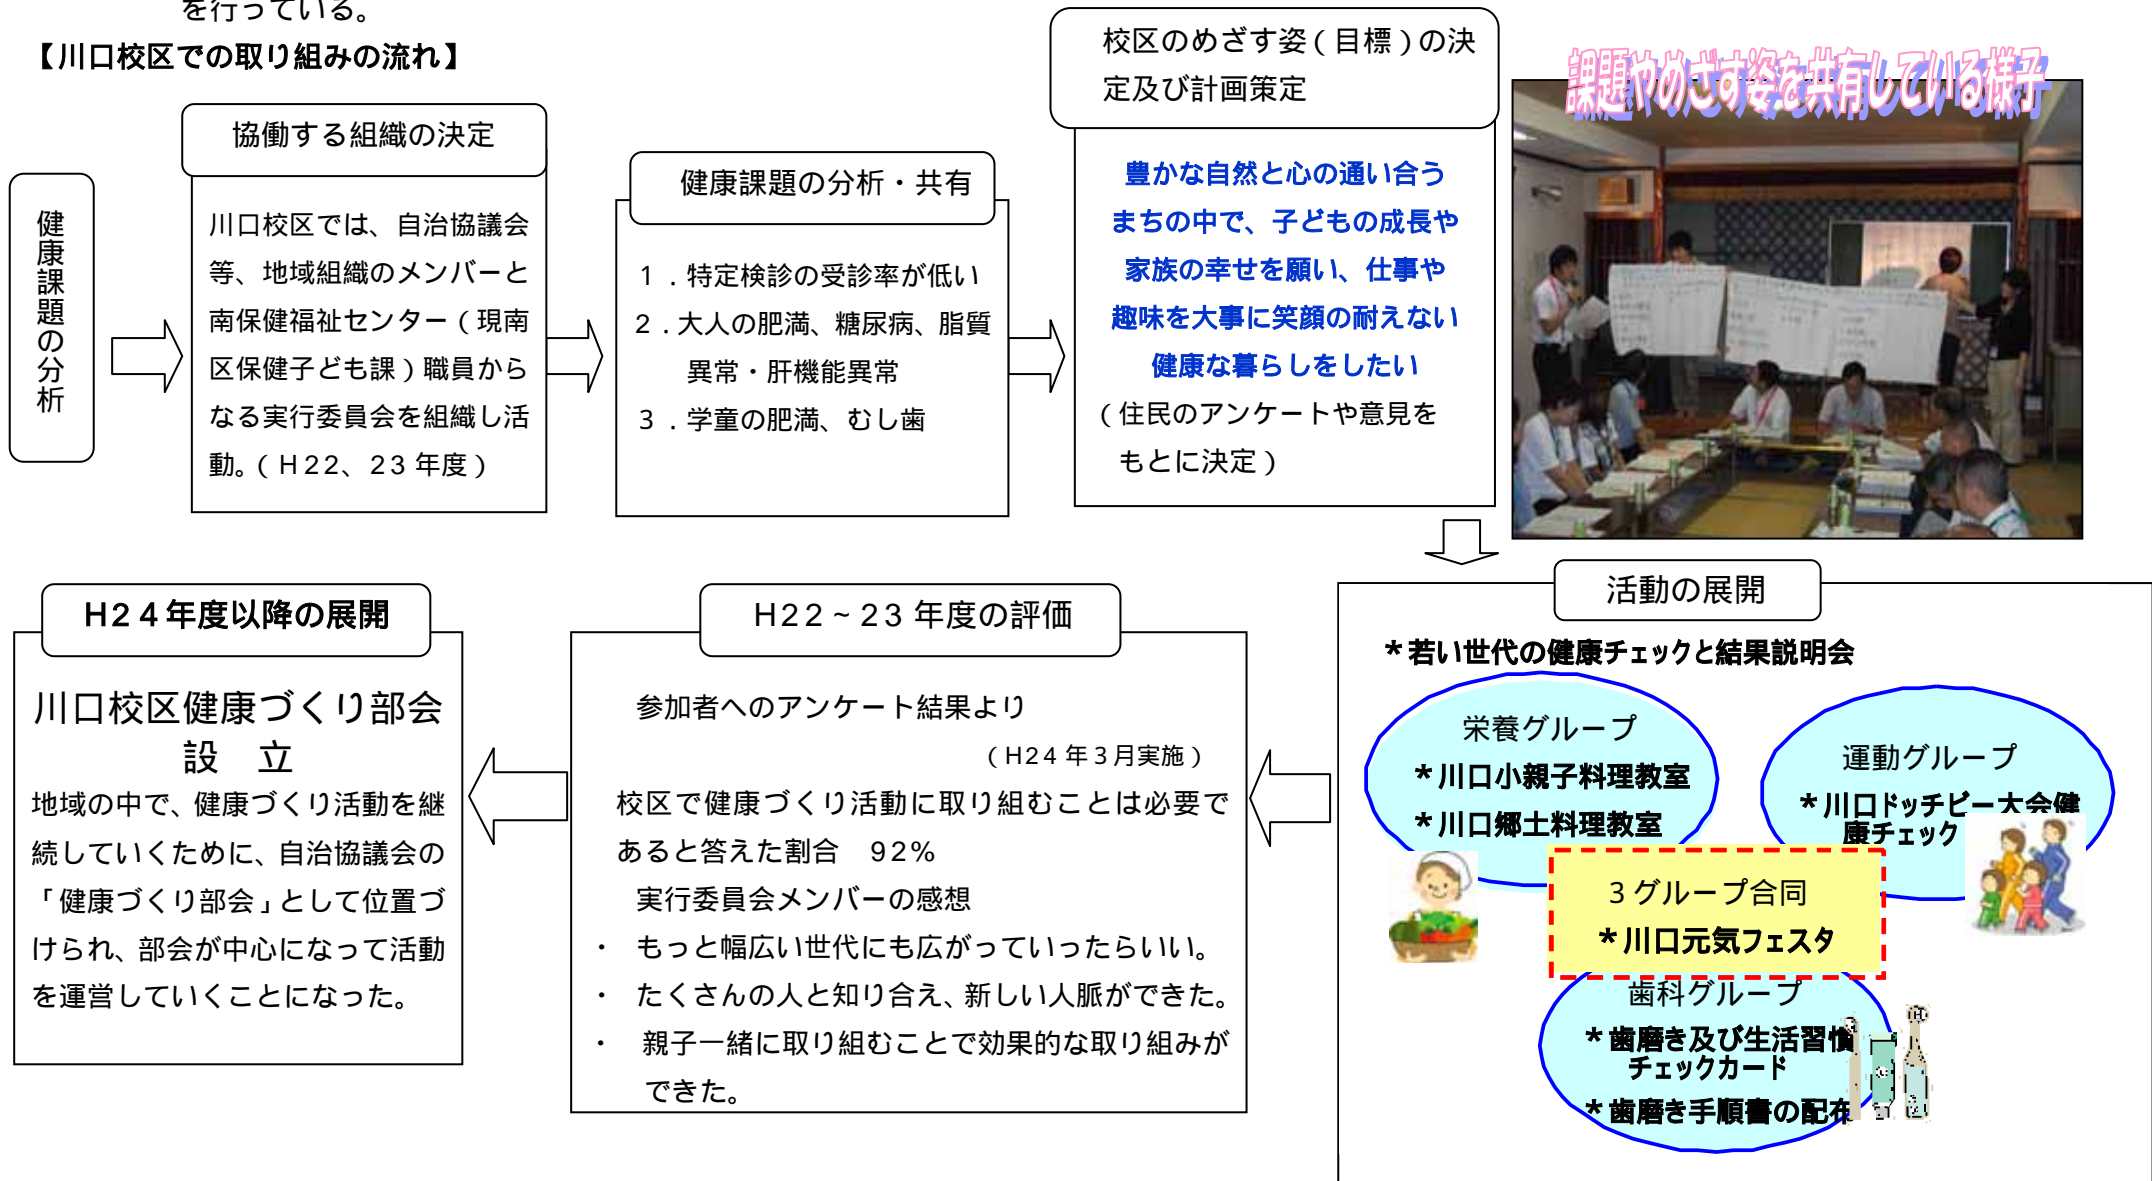 を行っている。
【川口校区での取り組みの流れ】
健康課題の分析
協働する組織の決定
川口校区では、自治協議会
等、地域組織のメンバーと
南保健福祉センター(現南
区保健子ども課)職員から
なる実行委員会を組織し活
動。(H22、23年度)
健康課題の分析・共有
1.特定検診の受診率が低い
2.大人の肥満、糖尿病、脂質
異常・肝機能異常
3.学童の肥満、むし歯
校区のめざす姿(目標)の決
定及び計画策定
豊かな自然と心の通い合う
まちの中で、子どもの成長や
家族の幸せを願い、仕事や
趣味を大事に笑顔の耐えない
健康な暮らしをしたい
(住民のアンケートや意見を
もとに決定)
課題やめざす姿を共有している様子
活動の展開
*若い世代の健康チェックと結果説明会
栄養グループ
*川口小親子料理教室
*川口郷土料理教室
運動グループ
*川口ドッチビー大会健
康チェック
3グループ合同
*川口元気フェスタ
歯科グループ
*歯磨き及び生活習慣
チェックカード
*歯磨き手順書の配布
H22~23年度の評価
参加者へのアンケート結果より
(H24年3月実施)
校区で健康づくり活動に取り組むことは必要で
あると答えた割合 92%
実行委員会メンバーの感想
・ もっと幅広い世代にも広がっていったらいい。
・ たくさんの人と知り合え、新しい人脈ができた。
・ 親子一緒に取り組むことで効果的な取り組みが
できた。
H24年度以降の展開
川口校区健康づくり部会
設 立
地域の中で、健康づくり活動を継
続していくために、自治協議会の
「健康づくり部会」として位置づ
けられ、部会が中心になって活動
を運営していくことになった。